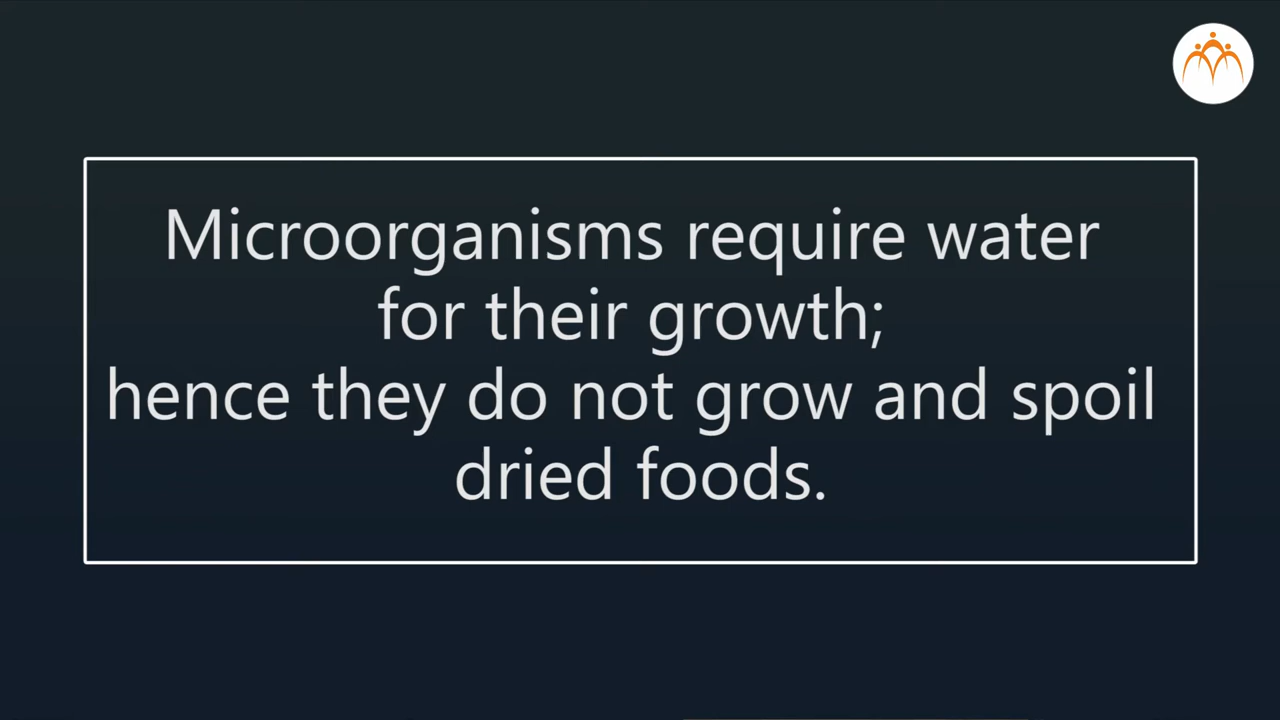 Microorganisms require water
for their growth;
hence they do not grow and spoil
dried foods.